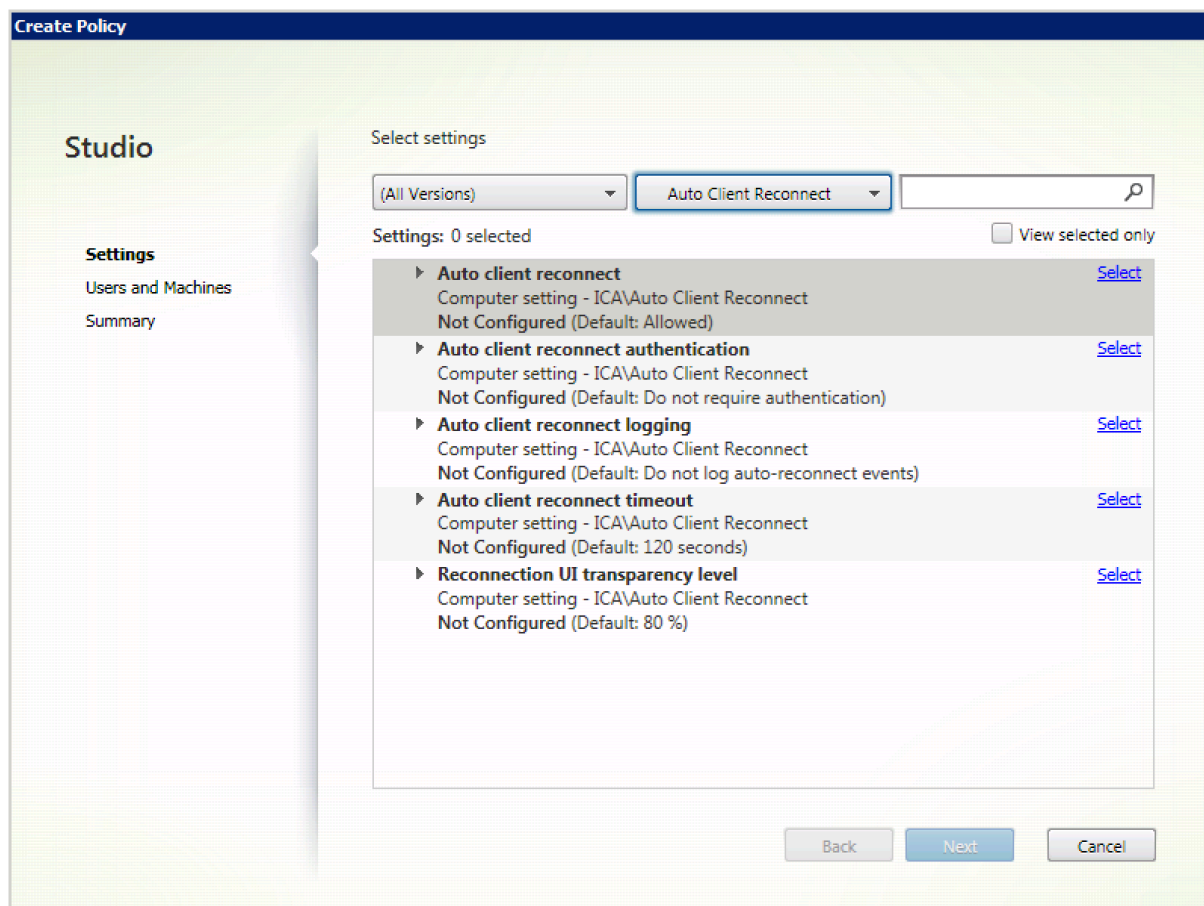 Create Policy
Studio
Settings
Users and Machines
Summary
Select settings
(All Versions)
Auto Client Reconnect
Settings: 0 selected
View selected only
Auto client reconnect
Select
Computer setting - ICA\Auto Client Reconnect
Not Configured (Default: Allowed)
Auto client reconnect authentication
Select
Computer setting - ICA\Auto Client Reconnect
Not Configured (Default: Do not require authentication)
Auto client reconnect logging
Select
Computer setting - ICA\Auto Client Reconnect
Not Configured (Default: Do not log auto-reconnect events)
Auto client reconnect timeout
Select
Computer setting - ICA\Auto Client Reconnect
Not Configured (Default: 120 seconds)
Reconnection UI transparency level
Select
Computer setting - ICA\Auto Client Reconnect
Not Configured (Default: 80 %)
Back
Next
Cancel